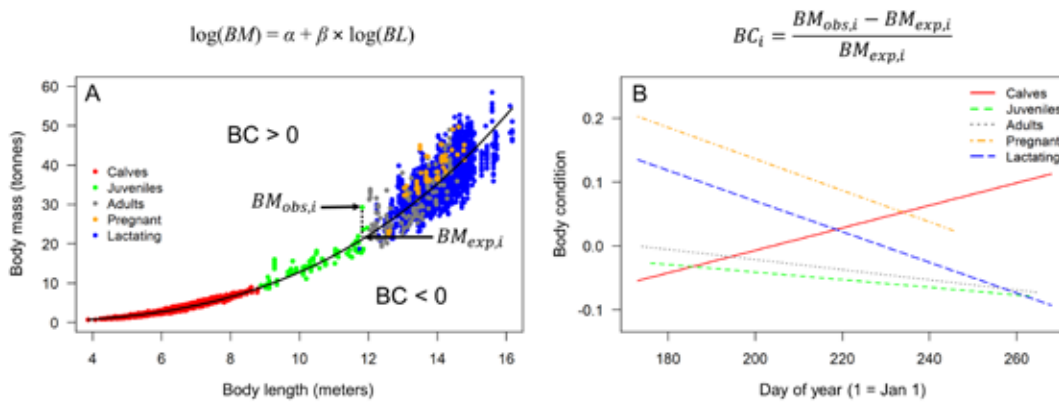 log(BM) = α + β × log(BL)
BC_i = (BM_obs,i − BM_exp,i) / BM_exp,i
A
BC > 0
Calves
Juveniles
Adults
Pregnant
Lactating
BM_obs,i
BM_exp,i
BC < 0
Body mass (tonnes)
60
50
40
30
20
10
0
4 6 8 10 12 14 16
Body length (meters)
B
Calves
Juveniles
Adults
Pregnant
Lactating
Body condition
0.2
0.1
0.0
-0.1
180 200 220 240 260
Day of year (1 = Jan 1)